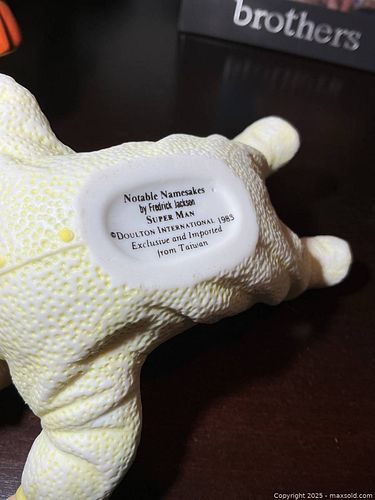 brothers
Notable Namesakes
by Fredrick Jackson
SUPER MAN
©DOULTON INTERNATIONAL 1983
Exclusive and Imported
from Taiwan
Copyright © 2025 - maxsold.com